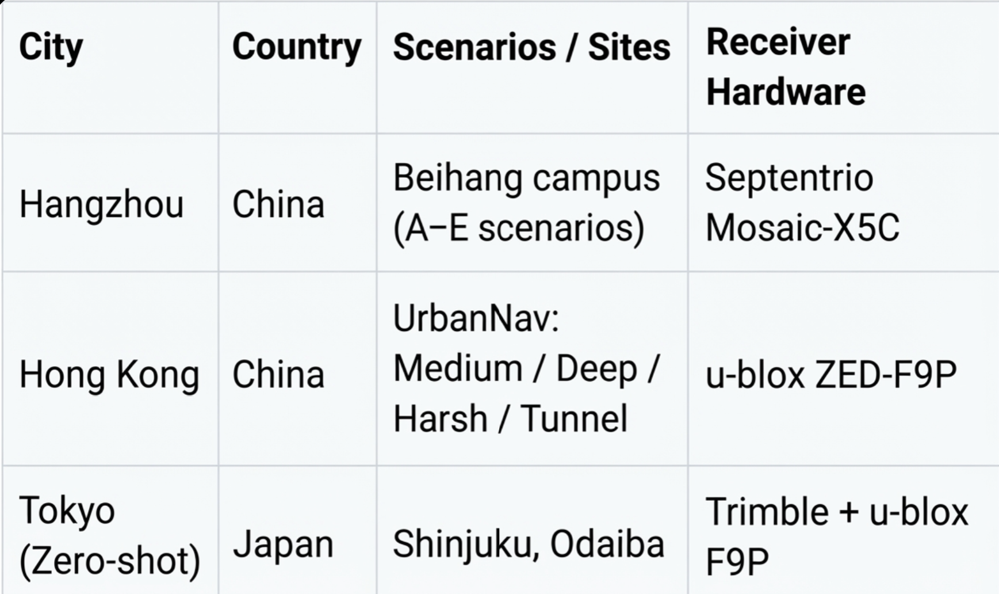 City
Country
Scenarios / Sites
Receiver
Hardware
Hangzhou
China
Beihang campus
(A–E scenarios)
Septentrio
Mosaic-X5C
Hong Kong
China
UrbanNav:
Medium / Deep /
Harsh / Tunnel
u-blox ZED-F9P
Tokyo
(Zero-shot)
Japan
Shinjuku, Odaiba
Trimble + u-blox
F9P